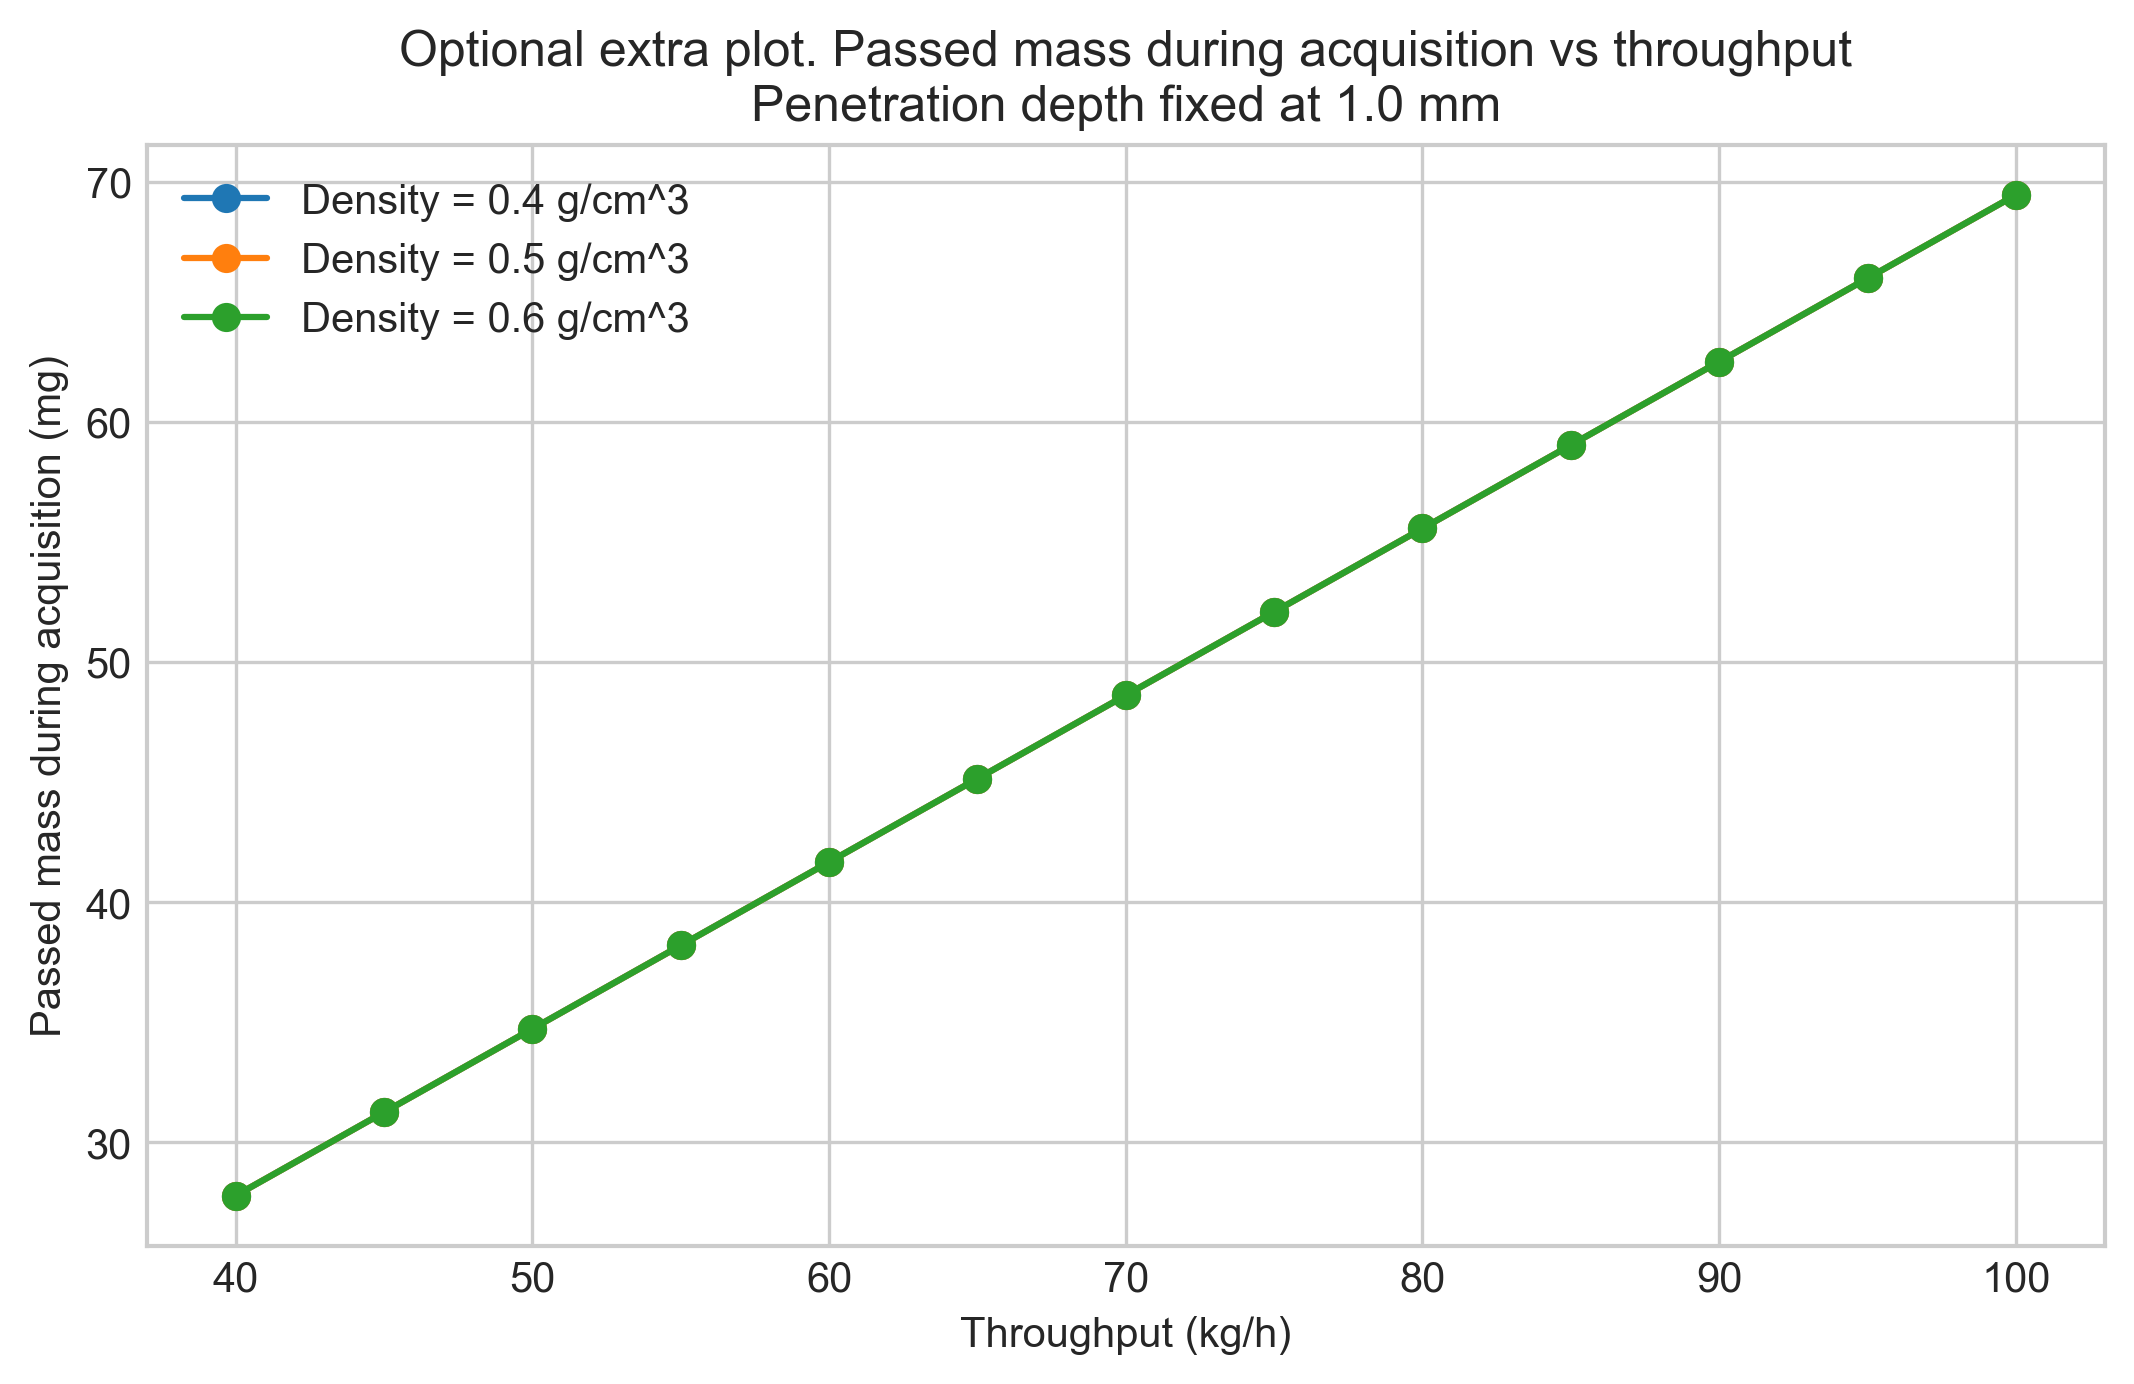 Optional extra plot. Passed mass during acquisition vs throughput
Penetration depth fixed at 1.0 mm
Density = 0.4 g/cm^3
Density = 0.5 g/cm^3
Density = 0.6 g/cm^3
Passed mass during acquisition (mg)
70
60
50
40
30
40 50 60 70 80 90 100
Throughput (kg/h)